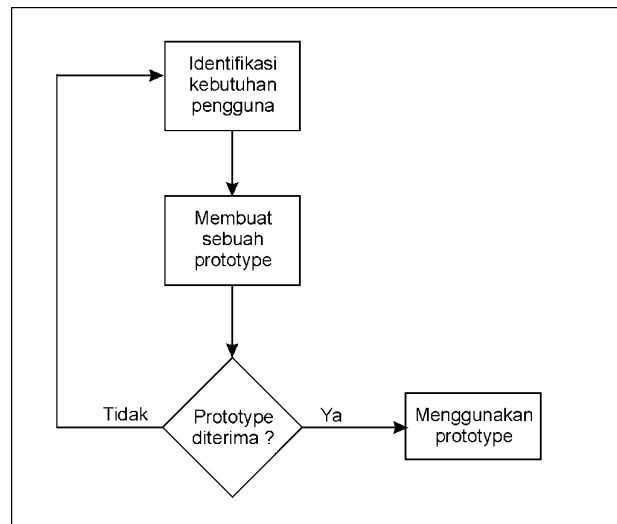 Identifikasi
kebutuhan
pengguna
Membuat
sebuah
prototype
Tidak
Prototype
diterima ?
Ya
Menggunakan
prototype